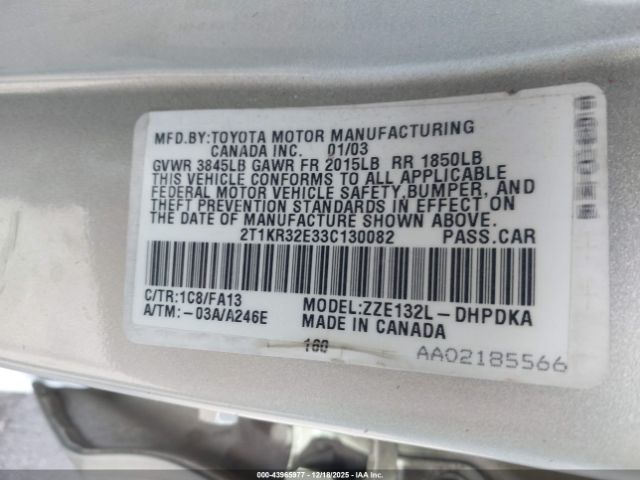 MFD.BY:TOYOTA MOTOR MANUFACTURING
CANADA INC. 01/03
GVWR 3845LB GAWR FR 2015LB RR 1850LB
THIS VEHICLE CONFORMS TO ALL APPLICABLE
FEDERAL MOTOR VEHICLE SAFETY,BUMPER, AND
THEFT PREVENTION STANDARDS IN EFFECT ON
THE DATE OF MANUFACTURE SHOWN ABOVE.
2T1KR32E33C130082 PASS.CAR
C/TR:1C8/FA13 MODEL:ZZE132L-DHPDKA
A/TM:-03A/A246E MADE IN CANADA
160 AA02185566
00-43965977 - 12/18/2025 - IAA Inc.